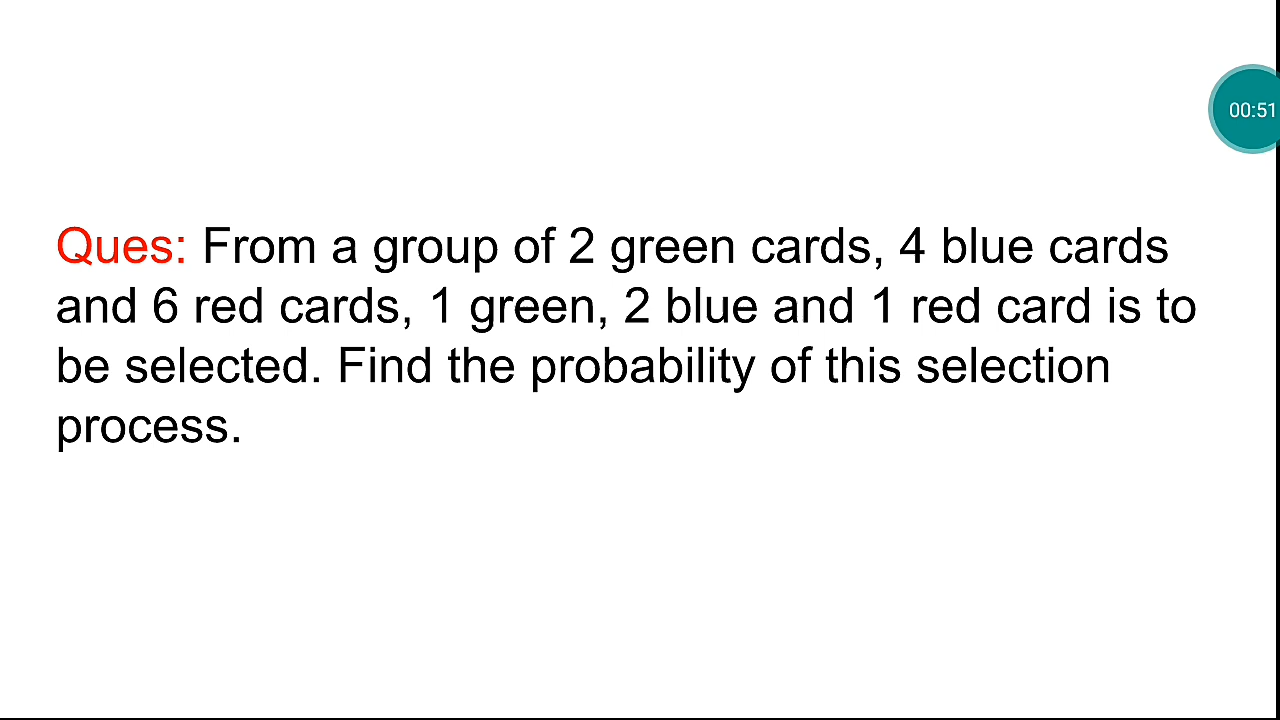 00:51
Ques: From a group of 2 green cards, 4 blue cards
and 6 red cards, 1 green, 2 blue and 1 red card is to
be selected. Find the probability of this selection
process.